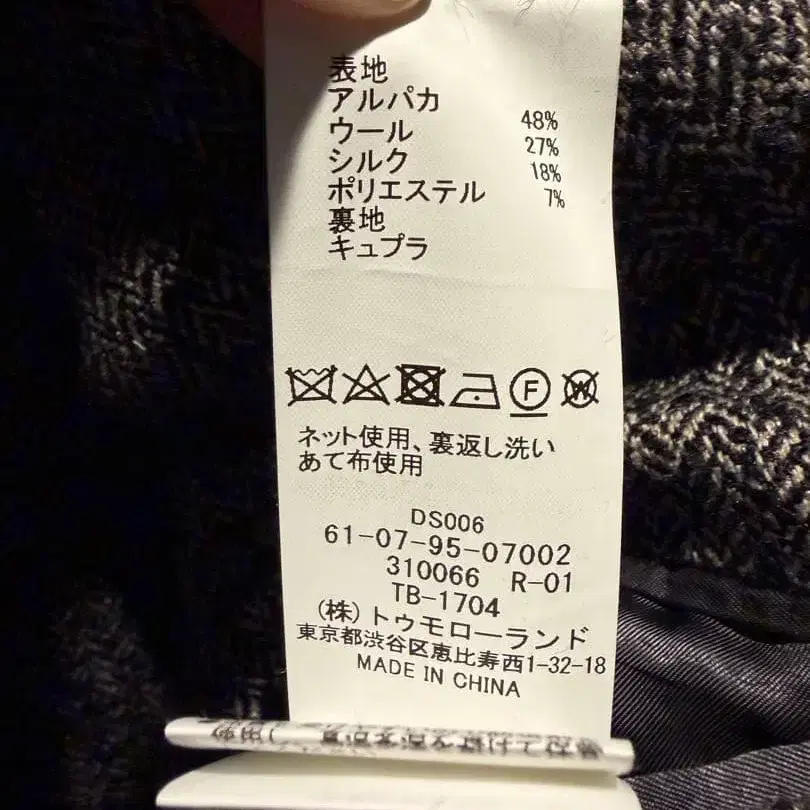 表地
アルパカ 48%
ウール 27%
シルク 18%
ポリエステル 7%
裏地
キュプラ
F W
ネット使用、裏返し洗い
あて布使用
DS006
61-07-95-07002
310066 R-01
TB-1704
(株)トゥモローランド
東京都渋谷区恵比寿西1-32-18
MADE IN CHINA